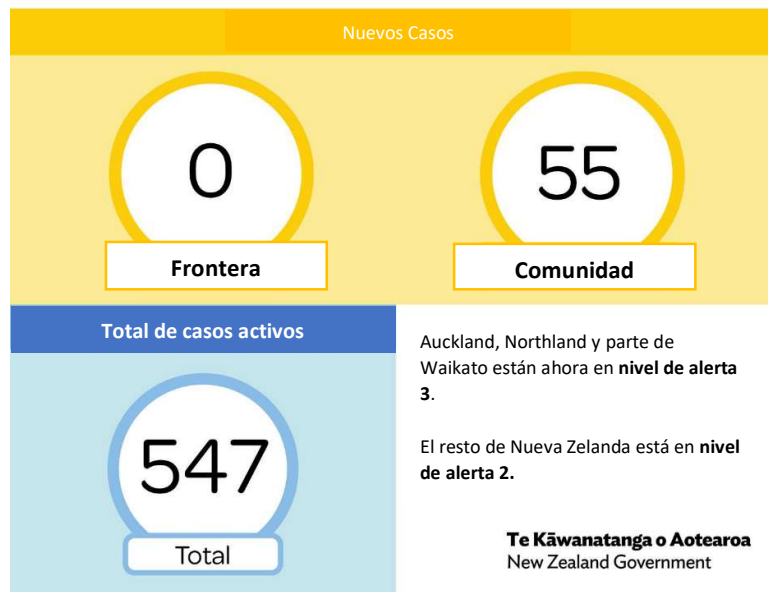 Nuevos Casos
0
55
Frontera
Comunidad
Total de casos activos
547
Total
Auckland, Northland y parte de
Waikato están ahora en nivel de alerta
3.
El resto de Nueva Zelanda está en nivel
de alerta 2.
Te Kāwanatanga o Aotearoa
New Zealand Government